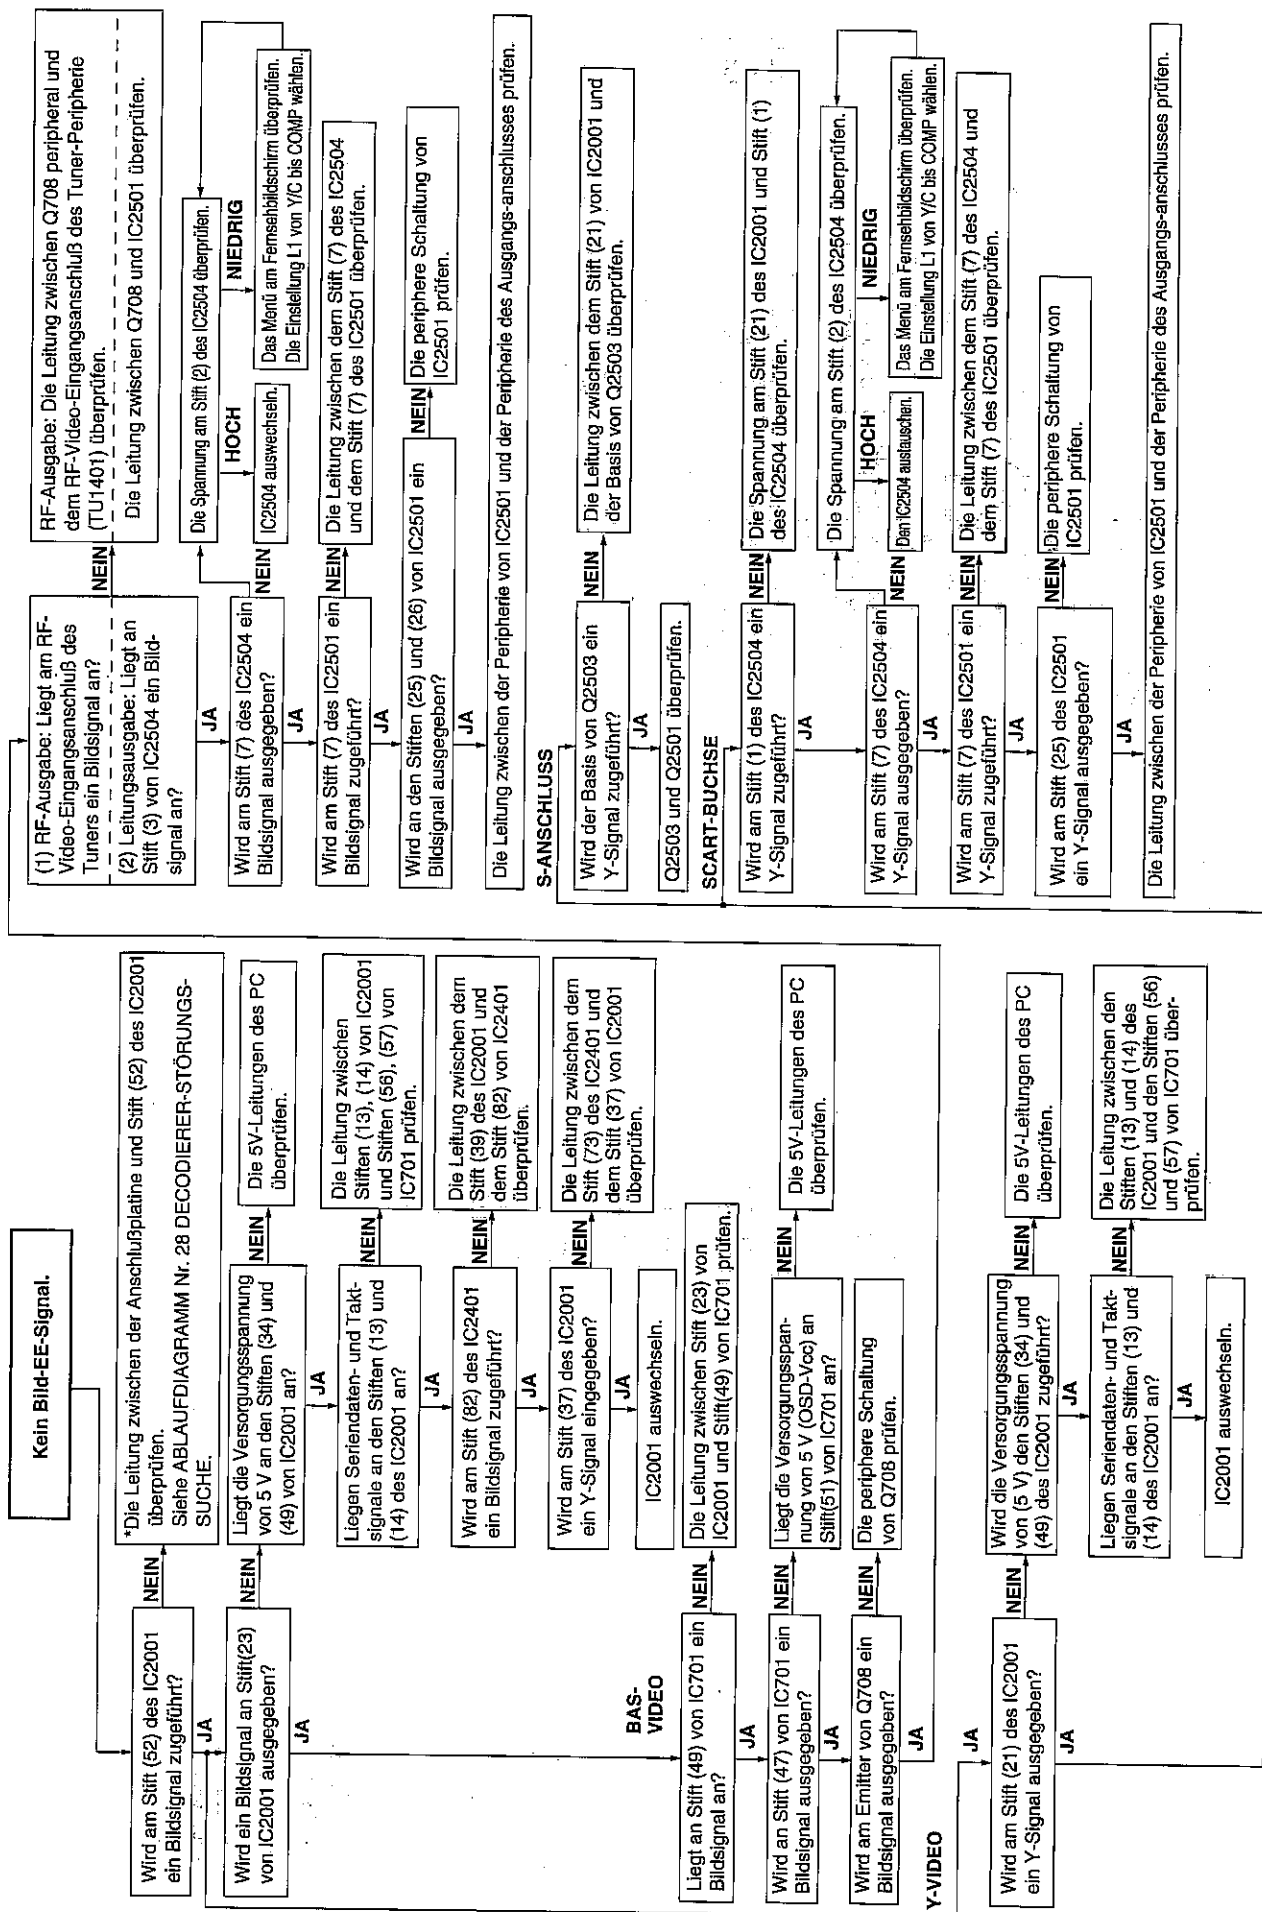 Kein Bild-EE-Signal.
Wird am Stift (52) des IC2001
ein Bildsignal zugeführt?
NEIN
*Die Leitung zwischen der Anschlußplatine und Stift (52) des IC2001
überprüfen.
Siehe ABLAUFDIAGRAMM Nr. 28 DECODIERER-STÖRUNGS-
SUCHE.
JA
Wird ein Bildsignal an Stift(23)
von IC2001 ausgegeben?
NEIN
Liegt die Versorgungsspannung
von 5 V an den Stiften (34) und
(49) von IC2001 an?
NEIN
Die 5V-Leitungen des PC
überprüfen.
JA
JA
Liegen Seriendaten- und Takt-
signale an den Stiften (13) und
(14) des IC2001 an?
NEIN
Die Leitung zwischen
Stiften (13), (14) von IC2001
und Stiften (56), (57) von
IC701 prüfen.
JA
Wird am Stift (82) des IC2401
ein Bildsignal zugeführt?
NEIN
Die Leitung zwischen dem
Stift (39) des IC2001 und
dem Stift (82) von IC2401
überprüfen.
JA
Wird am Stift (37) des IC2001
ein Y-Signal eingegeben?
NEIN
Die Leitung zwischen dem
Stift (73) des IC2401 und
dem Stift (37) von IC2001
überprüfen.
JA
IC2001 auswechseln.
BAS-
VIDEO
Liegt an Stift (49) von IC701 ein
Bildsignal an?
NEIN
Die Leitung zwischen Stift (23) von
IC2001 und Stift(49) von IC701 prüfen.
JA
Wird an Stift (47) von IC701 ein
Bildsignal ausgegeben?
NEIN
Liegt die Versorgungsspan-
nung von 5 V (OSD-Vcc) an
Stift(51) von IC701 an?
NEIN
Die 5V-Leitungen des PC
überprüfen.
JA
Wird am Emitter von Q708 ein
Bildsignal ausgegeben?
NEIN
Die periphere Schaltung
von Q708 prüfen.
JA
Y-VIDEO
JA
Wird am Stift (21) des IC2001
ein Y-Signal ausgegeben?
NEIN
Wird die Versorgungsspannung
von (5 V) den Stiften (34) und
(49) des IC2001 zugeführt?
NEIN
Die 5V-Leitungen des PC
überprüfen.
JA
JA
Liegen Seriendaten- und Takt-
signale an den Stiften (13) und
(14) des IC2001 an?
NEIN
Die Leitung zwischen den
Stiften (13) und (14) des
IC2001 und den Stiften (56)
und (57) von IC701 über-
prüfen.
JA
IC2001 auswechseln.
(1) RF-Ausgabe: Liegt am RF-
Video-Eingangsanschluß des
Tuners ein Bildsignal an?
(2) Leitungsausgabe: Liegt an
Stift (3) von IC2504 ein Bild-
signal an?
NEIN
RF-Ausgabe: Die Leitung zwischen Q708 peripheral und
dem RF-Video-Eingangsanschluß des Tuner-Peripherie
(TU1401) überprüfen.
Die Leitung zwischen Q708 und IC2501 überprüfen.
JA
Wird am Stift (7) des IC2504 ein
Bildsignal ausgegeben?
NEIN
Die Spannung am Stift (2) des IC2504 überprüfen.
HOCH
NIEDRIG
IC2504 auswechseln.
Das Menü am Fernsehbildschirm überprüfen.
Die Einstellung L1 von Y/C bis COMP wählen.
JA
Wird am Stift (7) des IC2501 ein
Bildsignal zugeführt?
NEIN
Die Leitung zwischen dem Stift (7) des IC2504
und dem Stift (7) des IC2501 überprüfen.
JA
Wird an den Stiften (25) und (26) von IC2501 ein
Bildsignal ausgegeben?
NEIN
Die periphere Schaltung von
IC2501 prüfen.
JA
Die Leitung zwischen der Peripherie von IC2501 und der Peripherie des Ausgangs-anschlusses prüfen.
S-ANSCHLUSS
Wird der Basis von Q2503 ein
Y-Signal zugeführt?
NEIN
Die Leitung zwischen dem Stift (21) von IC2001 und
der Basis von Q2503 überprüfen.
JA
Q2503 und Q2501 überprüfen.
SCART-BUCHSE
Wird am Stift (1) des IC2504 ein
Y-Signal zugeführt?
NEIN
Die Spannung am Stift (21) des IC2001 und Stift (1)
des IC2504 überprüfen.
JA
Wird am Stift (7) des IC2504 ein
Y-Signal ausgegeben?
NEIN
Die Spannung am Stift (2) des IC2504 überprüfen.
HOCH
NIEDRIG
Den IC2504 austauschen.
Das Menü am Fernsehbildschirm überprüfen.
Die Einstellung L1 von Y/C bis COMP wählen.
JA
Wird am Stift (7) des IC2501 ein
Y-Signal zugeführt?
NEIN
Die Leitung zwischen dem Stift (7) des IC2504 und
dem Stift (7) des IC2501 überprüfen.
JA
Wird am Stift (25) des IC2501
ein Y-Signal ausgegeben?
NEIN
Die periphere Schaltung von
IC2501 prüfen.
JA
Die Leitung zwischen der Peripherie von IC2501 und der Peripherie des Ausgangs-anschlusses prüfen.